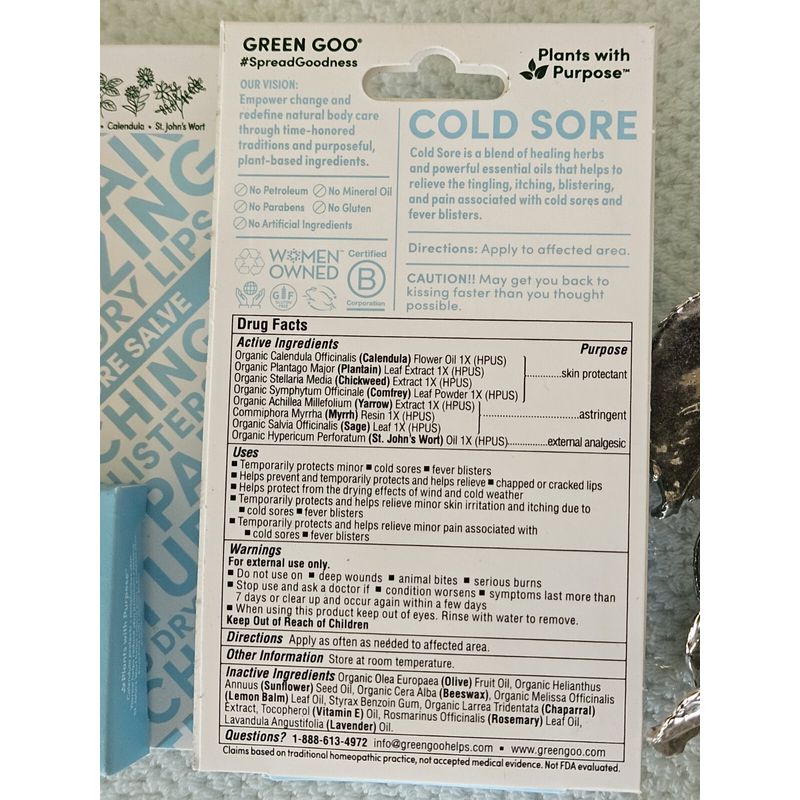 GREEN GOO®
#SpreadGoodness
Plants with
Purpose™
OUR VISION:
Empower change and
redefine natural body care
through time-honored
traditions and purposeful,
plant-based ingredients.
No Petroleum No Mineral Oil
No Parabens No Gluten
No Artificial Ingredients
WOMEN™
OWNED
Certified
B
Corporation
GF
COLD SORE
Cold Sore is a blend of healing herbs
and powerful essential oils that helps to
relieve the tingling, itching, blistering,
and pain associated with cold sores and
fever blisters.
Directions: Apply to affected area.
CAUTION!! May get you back to
kissing faster than you thought
possible.
Drug Facts
Active Ingredients Purpose
Organic Calendula Officinalis (Calendula) Flower Oil 1X (HPUS)
Organic Plantago Major (Plantain) Leaf Extract 1X (HPUS)
Organic Stellaria Media (Chickweed) Extract 1X (HPUS)
Organic Symphytum Officinale (Comfrey) Leaf Powder 1X (HPUS)
..............skin protectant
Organic Achillea Millefolium (Yarrow) Extract 1X (HPUS)
Commiphora Myrrha (Myrrh) Resin 1X (HPUS)
Organic Salvia Officinalis (Sage) Leaf 1X (HPUS)
..............astringent
Organic Hypericum Perforatum (St. John's Wort) Oil 1X (HPUS)..............external analgesic
Uses
▪ Temporarily protects minor ▪ cold sores ▪ fever blisters
▪ Helps prevent and temporarily protects and helps relieve ▪ chapped or cracked lips
▪ Helps protect from the drying effects of wind and cold weather
▪ Temporarily protects and helps relieve minor skin irritation and itching due to
▪ cold sores ▪ fever blisters
▪ Temporarily protects and helps relieve minor pain associated with
▪ cold sores ▪ fever blisters
Warnings
For external use only.
▪ Do not use on ▪ deep wounds ▪ animal bites ▪ serious burns
▪ Stop use and ask a doctor if ▪ condition worsens ▪ symptoms last more than
7 days or clear up and occur again within a few days
▪ When using this product keep out of eyes. Rinse with water to remove.
Keep Out of Reach of Children
Directions Apply as often as needed to affected area.
Other Information Store at room temperature.
Inactive Ingredients Organic Olea Europaea (Olive) Fruit Oil, Organic Helianthus
Annuus (Sunflower) Seed Oil, Organic Cera Alba (Beeswax), Organic Melissa Officinalis
(Lemon Balm) Leaf Oil, Styrax Benzoin Gum, Organic Larrea Tridentata (Chaparral)
Extract, Tocopherol (Vitamin E) Oil, Rosmarinus Officinalis (Rosemary) Leaf Oil,
Lavandula Angustifolia (Lavender) Oil.
Questions? 1-888-613-4972 info@greengoohelps.com ▪ www.greengoo.com
Claims based on traditional homeopathic practice, not accepted medical evidence. Not FDA evaluated.
• Calendula • St. John's Wort
ZING
DRY LIPS
RE SALVE
CHING
ISTER
PA
UP
DRY
CH
Plants with Purpose™